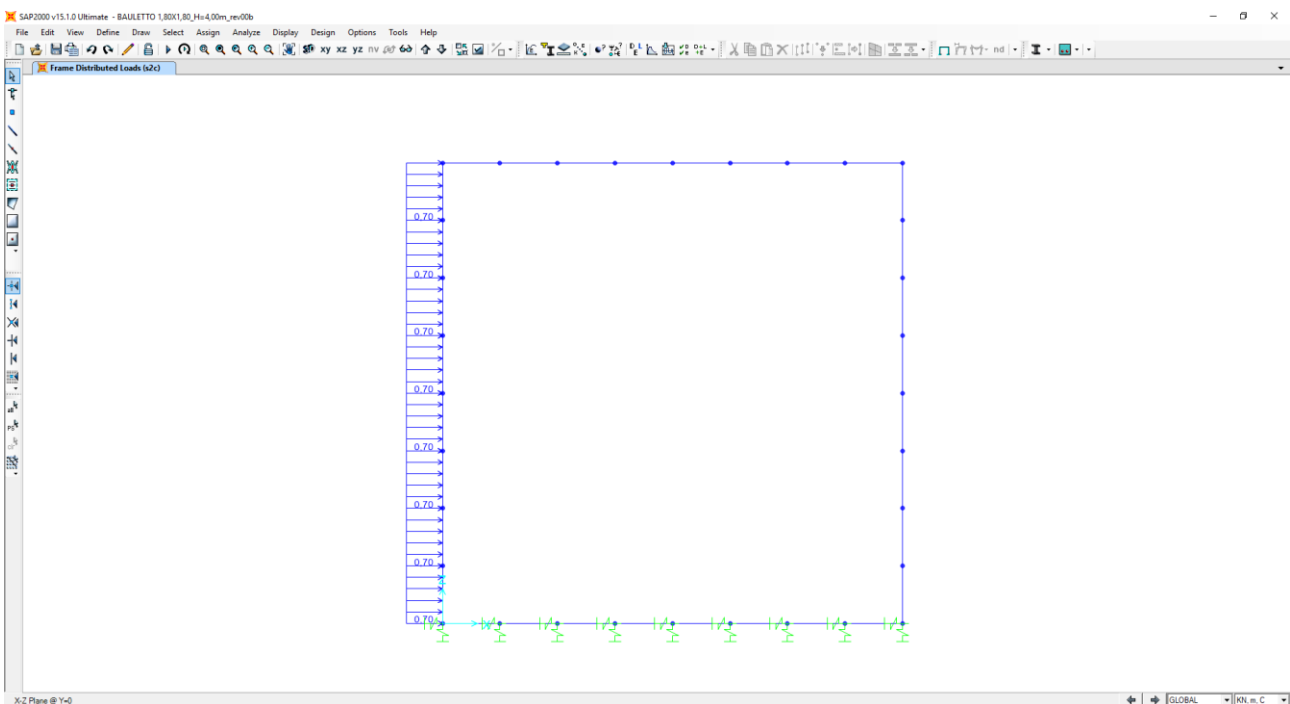 SAP2000 v15.1.0 Ultimate - BAULETTO 1,80X1,80_H=4,00m_rev00b
File Edit View Define Draw Select Assign Analyze Display Design Options Tools Help
xy xz yz nv nd
Frame Distributed Loads (s2c)
0,70
0,70
0,70
0,70
0,70
0,70
0,70
0,70
X
X-Z Plane @ Y=0
GLOBAL
KN, m, C